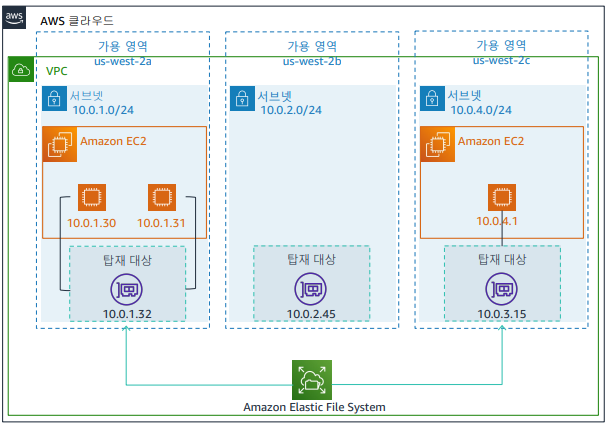 aws
AWS 클라우드
가용 영역
us-west-2a
가용 영역
us-west-2b
가용 영역
us-west-2c
VPC
서브넷
10.0.1.0/24
서브넷
10.0.2.0/24
서브넷
10.0.4.0/24
Amazon EC2
Amazon EC2
10.0.1.30
10.0.1.31
10.0.4.1
탑재 대상
탑재 대상
탑재 대상
10.0.1.32
10.0.2.45
10.0.3.15
Amazon Elastic File System